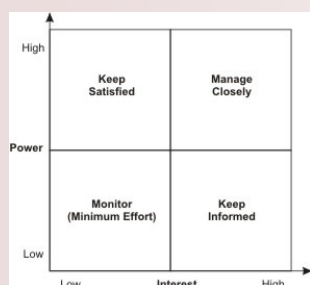 High
Keep
Satisfied
Manage
Closely
Power
Monitor
(Minimum Effort)
Keep
Informed
Low
Low
Interest
High